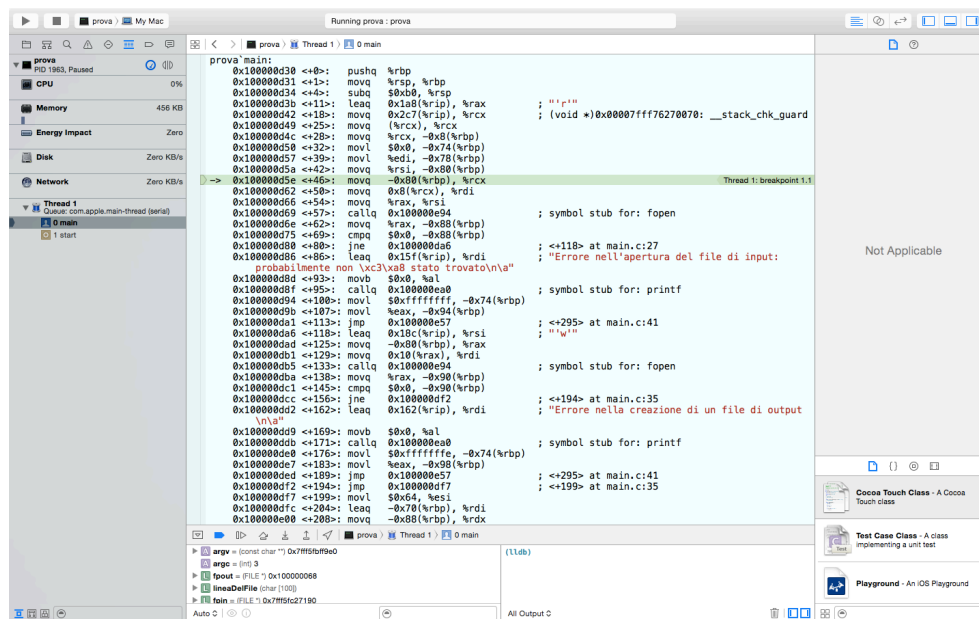 prova 〉 My Mac
Running prova : prova
prova 〉 Thread 1 〉 0 main
prova
PID 1963, Paused
CPU 0%
Memory 456 KB
Energy Impact Zero
Disk Zero KB/s
Network Zero KB/s
Thread 1
Queue: com.apple.main-thread (serial)
0 main
1 start
prova`main:
0x100000d30 <+0>: pushq %rbp
0x100000d31 <+1>: movq %rsp, %rbp
0x100000d34 <+4>: subq $0xb0, %rsp
0x100000d3b <+11>: leaq 0x1a8(%rip), %rax ; "'r'"
0x100000d42 <+18>: movq 0x2c7(%rip), %rcx ; (void *)0x00007fff76270070: __stack_chk_guard
0x100000d49 <+25>: movq (%rcx), %rcx
0x100000d4c <+28>: movq %rcx, -0x8(%rbp)
0x100000d50 <+32>: movl $0x0, -0x74(%rbp)
0x100000d57 <+39>: movl %edi, -0x78(%rbp)
0x100000d5a <+42>: movq %rsi, -0x80(%rbp)
-> 0x100000d5e <+46>: movq -0x80(%rbp), %rcx Thread 1: breakpoint 1.1
0x100000d62 <+50>: movq 0x8(%rcx), %rdi
0x100000d66 <+54>: movq %rax, %rsi
0x100000d69 <+57>: callq 0x100000e94 ; symbol stub for: fopen
0x100000d6e <+62>: movq %rax, -0x88(%rbp)
0x100000d75 <+69>: cmpq $0x0, -0x88(%rbp)
0x100000d80 <+80>: jne 0x100000da6 ; <+118> at main.c:27
0x100000d86 <+86>: leaq 0x15f(%rip), %rdi ; "Errore nell'apertura del file di input:
probabilmente non \xc3\xa8 stato trovato\n\a"
0x100000d8d <+93>: movb $0x0, %al
0x100000d8f <+95>: callq 0x100000ea0 ; symbol stub for: printf
0x100000d94 <+100>: movl $0xffffffff, -0x74(%rbp)
0x100000d9b <+107>: movl %eax, -0x94(%rbp)
0x100000da1 <+113>: jmp 0x100000e57 ; <+295> at main.c:41
0x100000da6 <+118>: leaq 0x18c(%rip), %rsi ; "'w'"
0x100000dad <+125>: movq -0x80(%rbp), %rax
0x100000db1 <+129>: movq 0x10(%rax), %rdi
0x100000db5 <+133>: callq 0x100000e94 ; symbol stub for: fopen
0x100000dba <+138>: movq %rax, -0x90(%rbp)
0x100000dc1 <+145>: cmpq $0x0, -0x90(%rbp)
0x100000dcc <+156>: jne 0x100000df2 ; <+194> at main.c:35
0x100000dd2 <+162>: leaq 0x162(%rip), %rdi ; "Errore nella creazione di un file di output
\n\a"
0x100000dd9 <+169>: movb $0x0, %al
0x100000ddb <+171>: callq 0x100000ea0 ; symbol stub for: printf
0x100000de0 <+176>: movl $0xfffffffe, -0x74(%rbp)
0x100000de7 <+183>: movl %eax, -0x98(%rbp)
0x100000ded <+189>: jmp 0x100000e57 ; <+295> at main.c:41
0x100000df2 <+194>: jmp 0x100000df7 ; <+199> at main.c:35
0x100000df7 <+199>: movl $0x64, %esi
0x100000dfc <+204>: leaq -0x70(%rbp), %rdi
0x100000e00 <+208>: movq -0x88(%rbp), %rdx
prova 〉 Thread 1 〉 0 main
A argv = (const char **) 0x7fff5fbff9e0
A argc = (int) 3
L fpout = (FILE *) 0x100000068
L lineaDelFile (char [100])
L fpin = (FILE *) 0x7fff5fc27190
Auto
(lldb)
All Output
Not Applicable
Cocoa Touch Class - A Cocoa
Touch class
Test Case Class - A class
implementing a unit test
Test
Playground - An iOS Playground